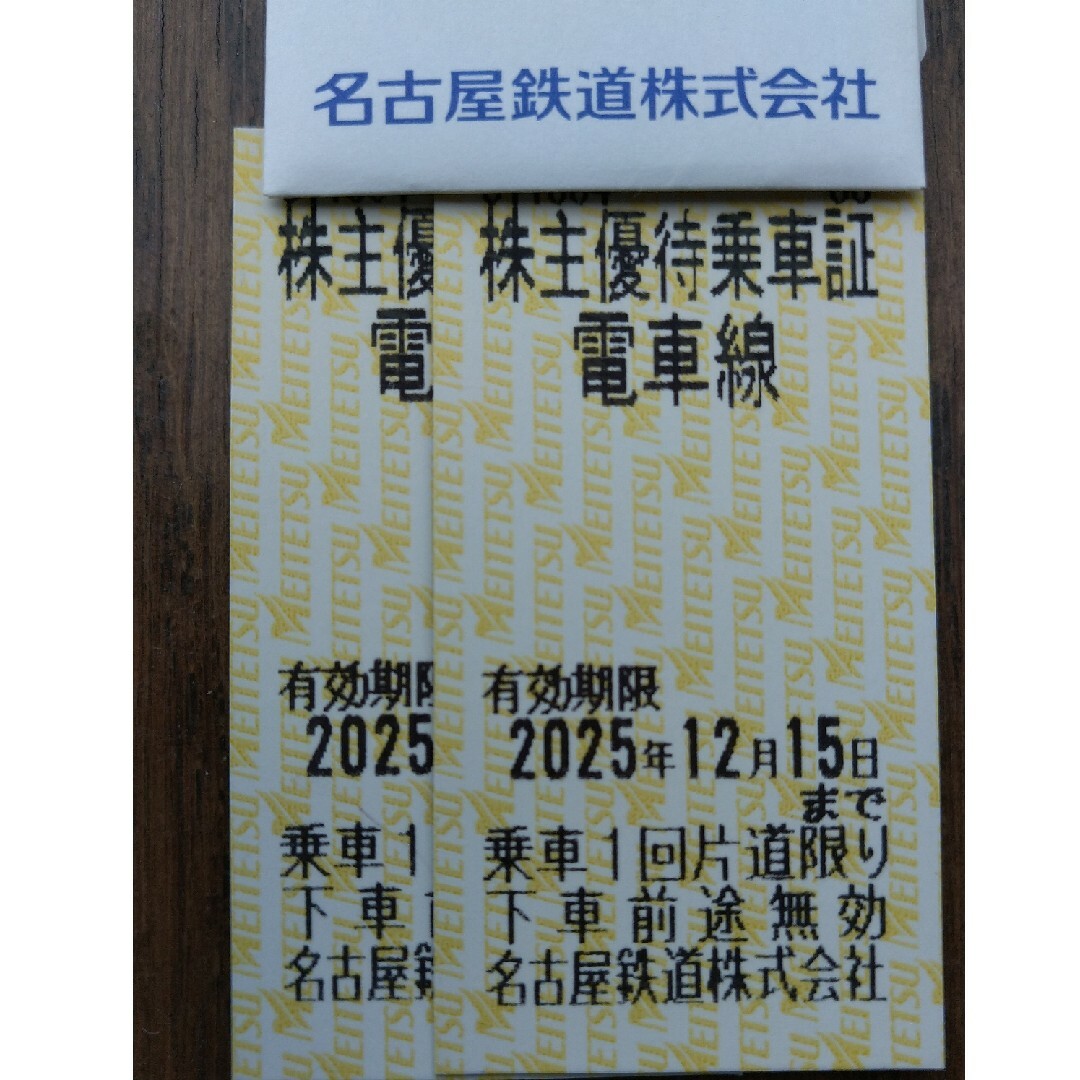 名古屋鉄道株式会社
株主優
電
有効期限
2025
乗車1
下車前
名古屋鉄
株主優待乗車証
電車線
有効期限
2025年12月15日
まで
乗車1回片道限り
下車前途無効
名古屋鉄道株式会社
MEITETSU